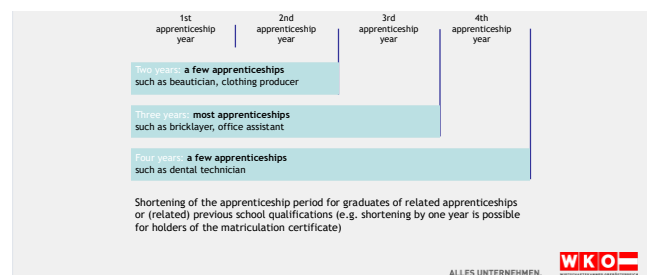 1st
apprenticeship
year
2nd
apprenticeship
year
3rd
apprenticeship
year
4th
apprenticeship
year
Two years: a few apprenticeships
such as beautician, clothing producer
Three years: most apprenticeships
such as bricklayer, office assistant
Four years: a few apprenticeships
such as dental technician
Shortening of the apprenticeship period for graduates of related apprenticeships
or (related) previous school qualifications (e.g. shortening by one year is possible
for holders of the matriculation certificate)
ALLES UNTERNEHMEN.
WKO